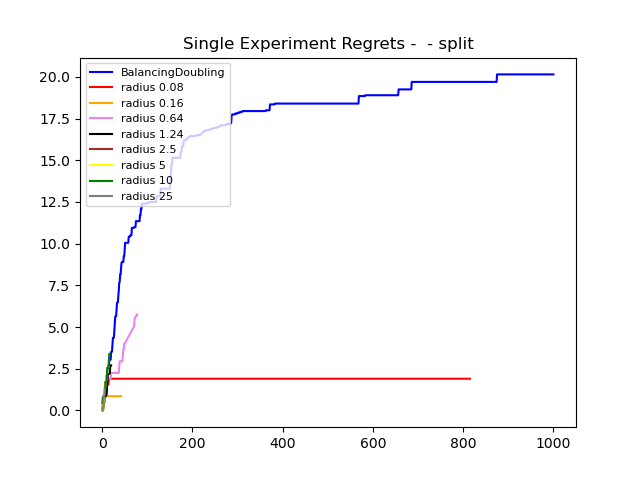 Single Experiment Regrets -  - split
20.0
17.5
15.0
12.5
10.0
7.5
5.0
2.5
0.0
BalancingDoubling
radius 0.08
radius 0.16
radius 0.64
radius 1.24
radius 2.5
radius 5
radius 10
radius 25
0 200 400 600 800 1000